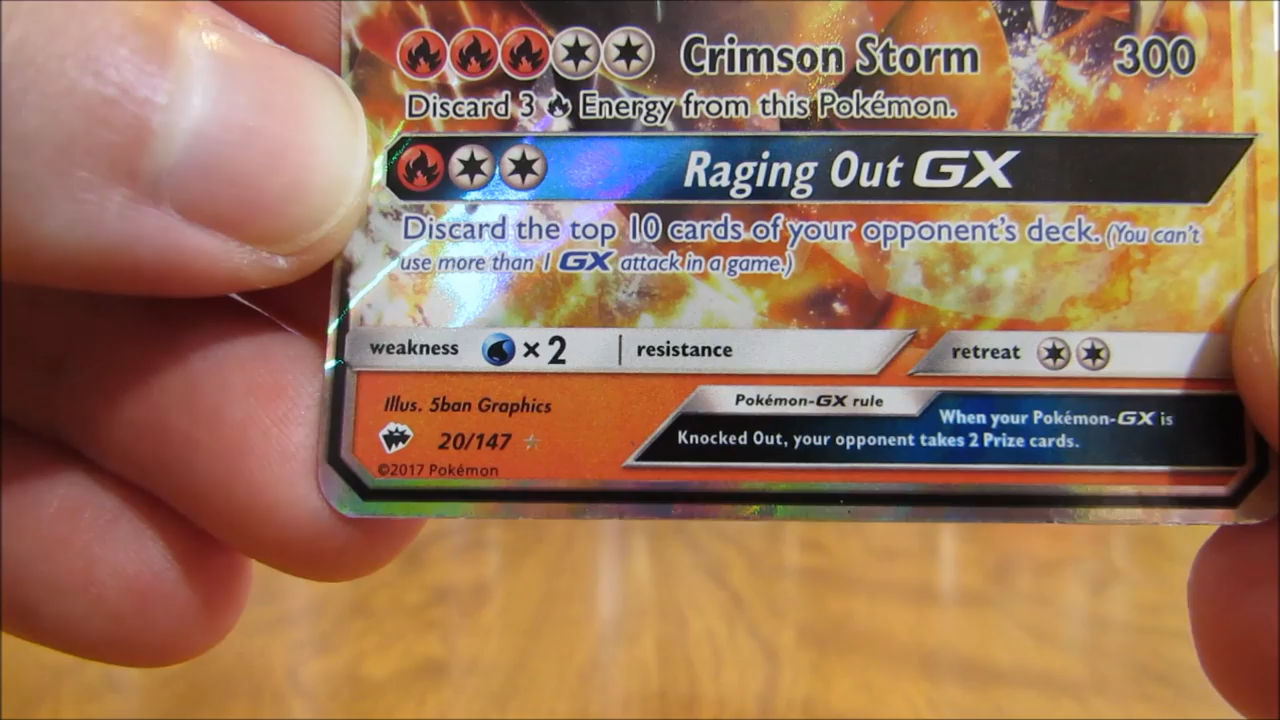 Crimson Storm 300
Discard 3 Energy from this Pokémon.
Raging Out GX
Discard the top 10 cards of your opponent's deck. (You can't
use more than 1 GX attack in a game.)
weakness ×2 resistance retreat
Illus. 5ban Graphics
Pokémon-GX rule
When your Pokémon-GX is
Knocked Out, your opponent takes 2 Prize cards.
20/147
©2017 Pokémon